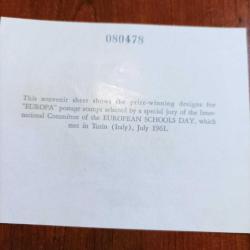 080478
This souvenir sheet shows the prize-winning designs for
"EUROPA" postage stamps selected by a special jury of the Inter-
national Committee of the EUROPEAN SCHOOLS DAY, which
met in Turin (Italy), July 1961.